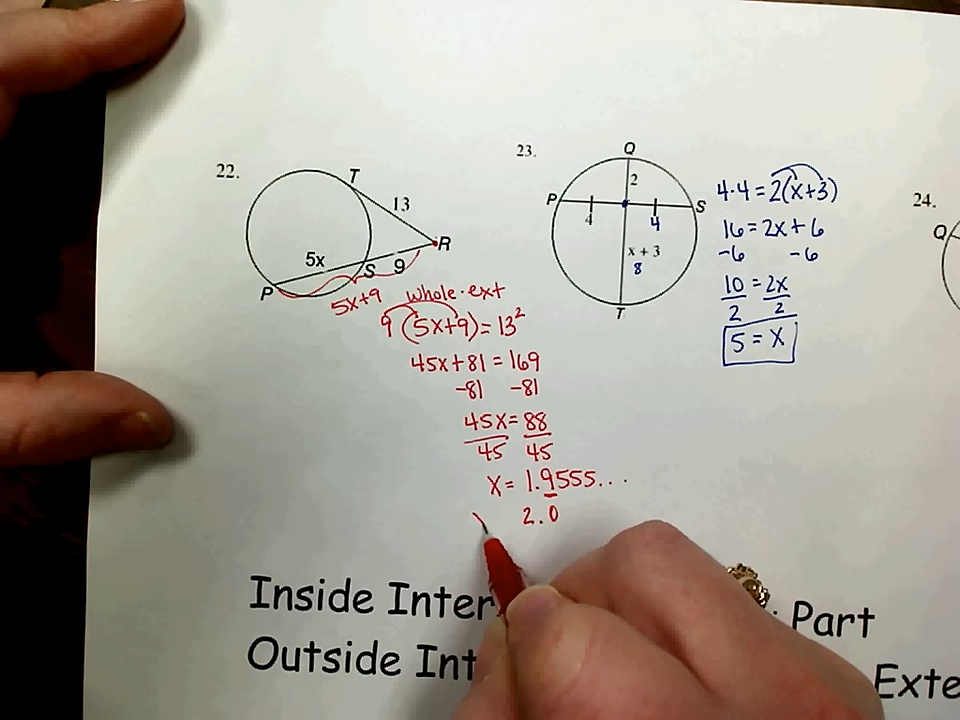 22.
T
13
R
5x
S
9
P
5x+9 whole·ext
9(5x+9)=13²
45x+81=169
-81 -81
45x=88
45 45
x=1.9555...
2.0
23.
Q
2
P
S
4
4
x + 3
8
T
4·4=2(x+3)
16=2x+6
-6 -6
10=2x
2 2
5=x
24.
Q
Inside Inter
Part
Outside Int
Exte